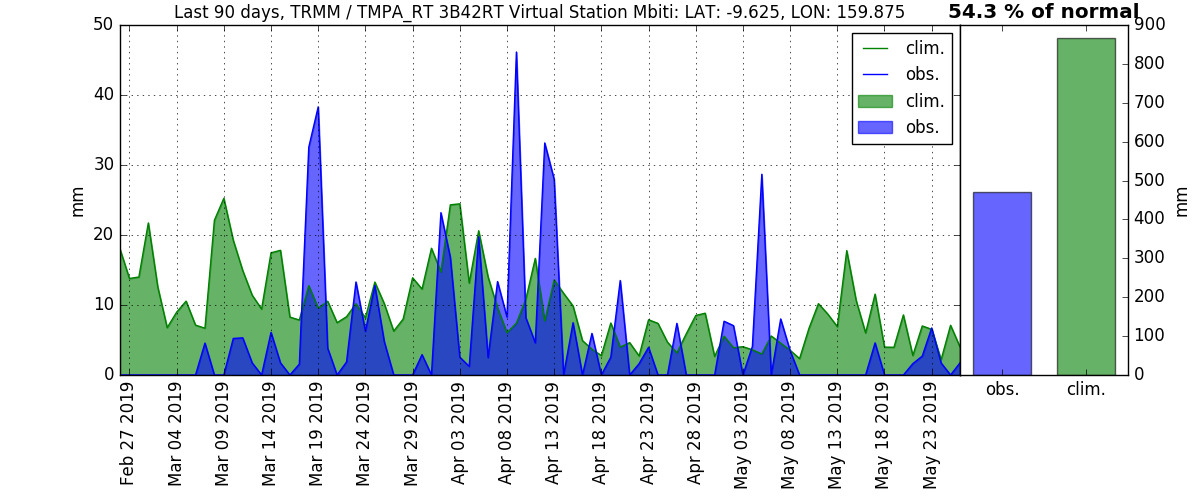 Last 90 days, TRMM / TMPA_RT 3B42RT Virtual Station Mbiti: LAT: -9.625, LON: 159.875
54.3 % of normal
50
40
30
20
10
0
mm
clim.
obs.
clim.
obs.
900
800
700
600
500
400
300
200
100
0
mm
obs.
clim.
Feb 27 2019
Mar 04 2019
Mar 09 2019
Mar 14 2019
Mar 19 2019
Mar 24 2019
Mar 29 2019
Apr 03 2019
Apr 08 2019
Apr 13 2019
Apr 18 2019
Apr 23 2019
Apr 28 2019
May 03 2019
May 08 2019
May 13 2019
May 18 2019
May 23 2019